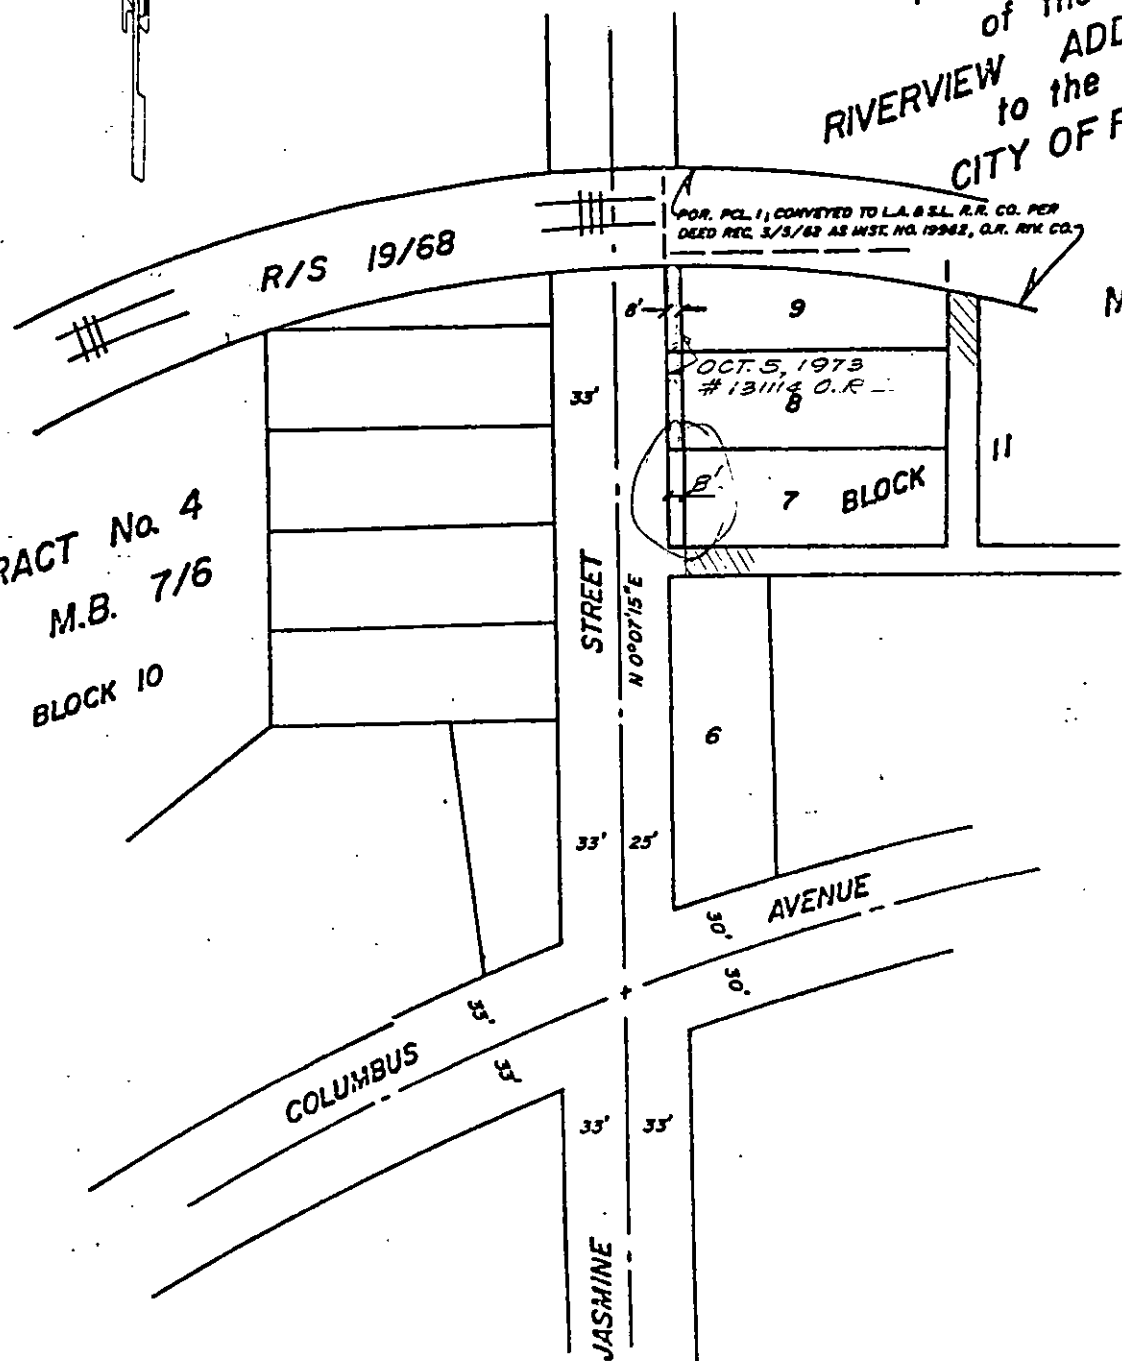 of the
RIVERVIEW ADD
to the
CITY OF
POR. PCL. 1, CONVEYED TO L.A. & S.L. R.R. CO. PER
DEED REC. 3/5/62 AS INST. NO. 19962, O.R. RIV. CO.
R/S 19/68
8'
9
OCT. 5, 1973
# 131114 O.R
33'
8
11
8'
7
BLOCK
RACT No. 4
M.B. 7/6
BLOCK 10
STREET
N 0°07'15"E
6
33'
25'
AVENUE
30'
30'
33'
33'
COLUMBUS
33'
33'
JASMINE